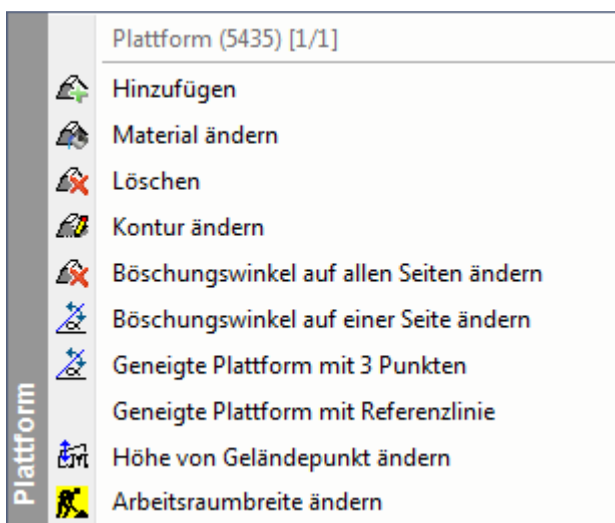 Plattform (5435) [1/1]
Hinzufügen
Material ändern
Löschen
Kontur ändern
Böschungswinkel auf allen Seiten ändern
Böschungswinkel auf einer Seite ändern
Geneigte Plattform mit 3 Punkten
Geneigte Plattform mit Referenzlinie
Höhe von Geländepunkt ändern
Arbeitsraumbreite ändern
Plattform